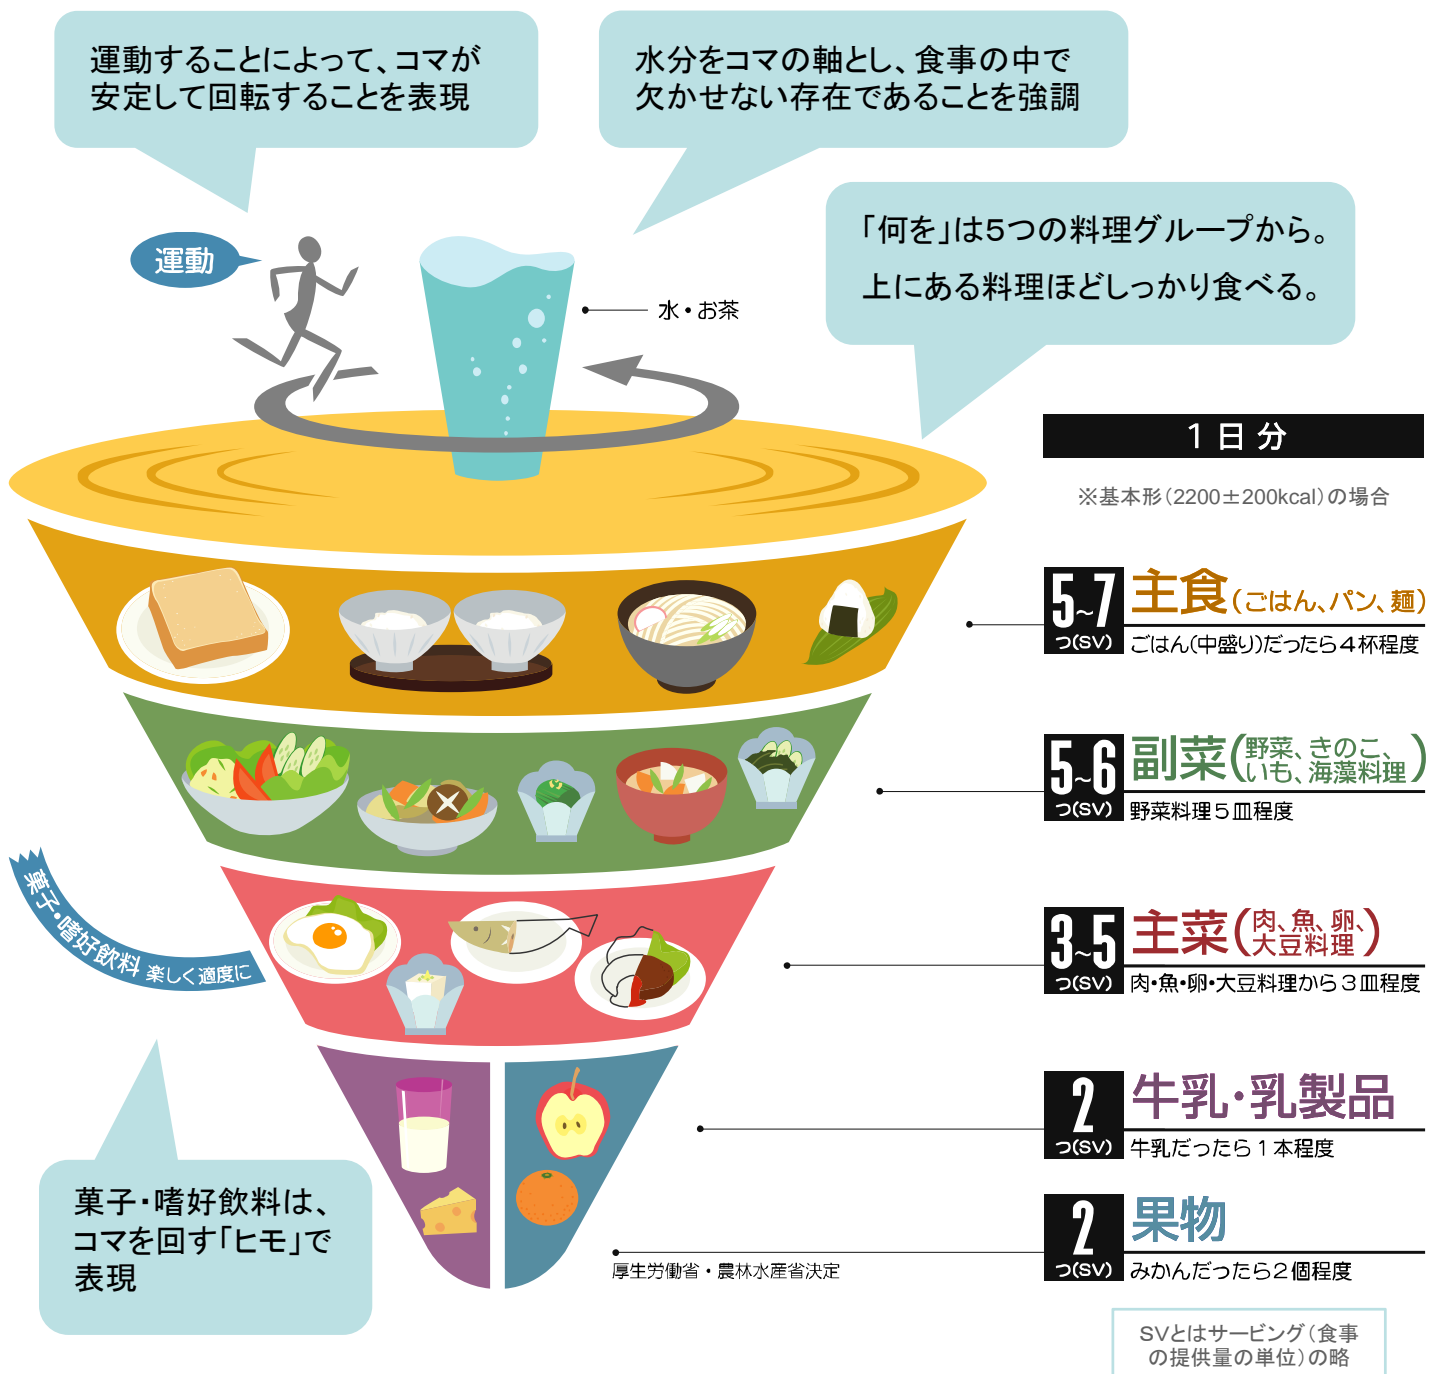 運動することによって、コマが
安定して回転することを表現
水分をコマの軸とし、食事の中で
欠かせない存在であることを強調
「何を」は5つの料理グループから。
上にある料理ほどしっかり食べる。
運動
水・お茶
1日分
※基本形(2200±200kcal)の場合
5~7
つ(SV)
主食(ごはん、パン、麺)
ごはん(中盛り)だったら4杯程度
5~6
つ(SV)
副菜(野菜、きのこ、
いも、海藻料理)
野菜料理5皿程度
3~5
つ(SV)
主菜(肉、魚、卵、
大豆料理)
肉・魚・卵・大豆料理から3皿程度
菓子・嗜好飲料 楽しく適度に
2
つ(SV)
牛乳・乳製品
牛乳だったら1本程度
2
つ(SV)
果物
みかんだったら2個程度
菓子・嗜好飲料は、
コマを回す「ヒモ」で
表現
厚生労働省・農林水産省決定
SVとはサービング(食事
の提供量の単位)の略